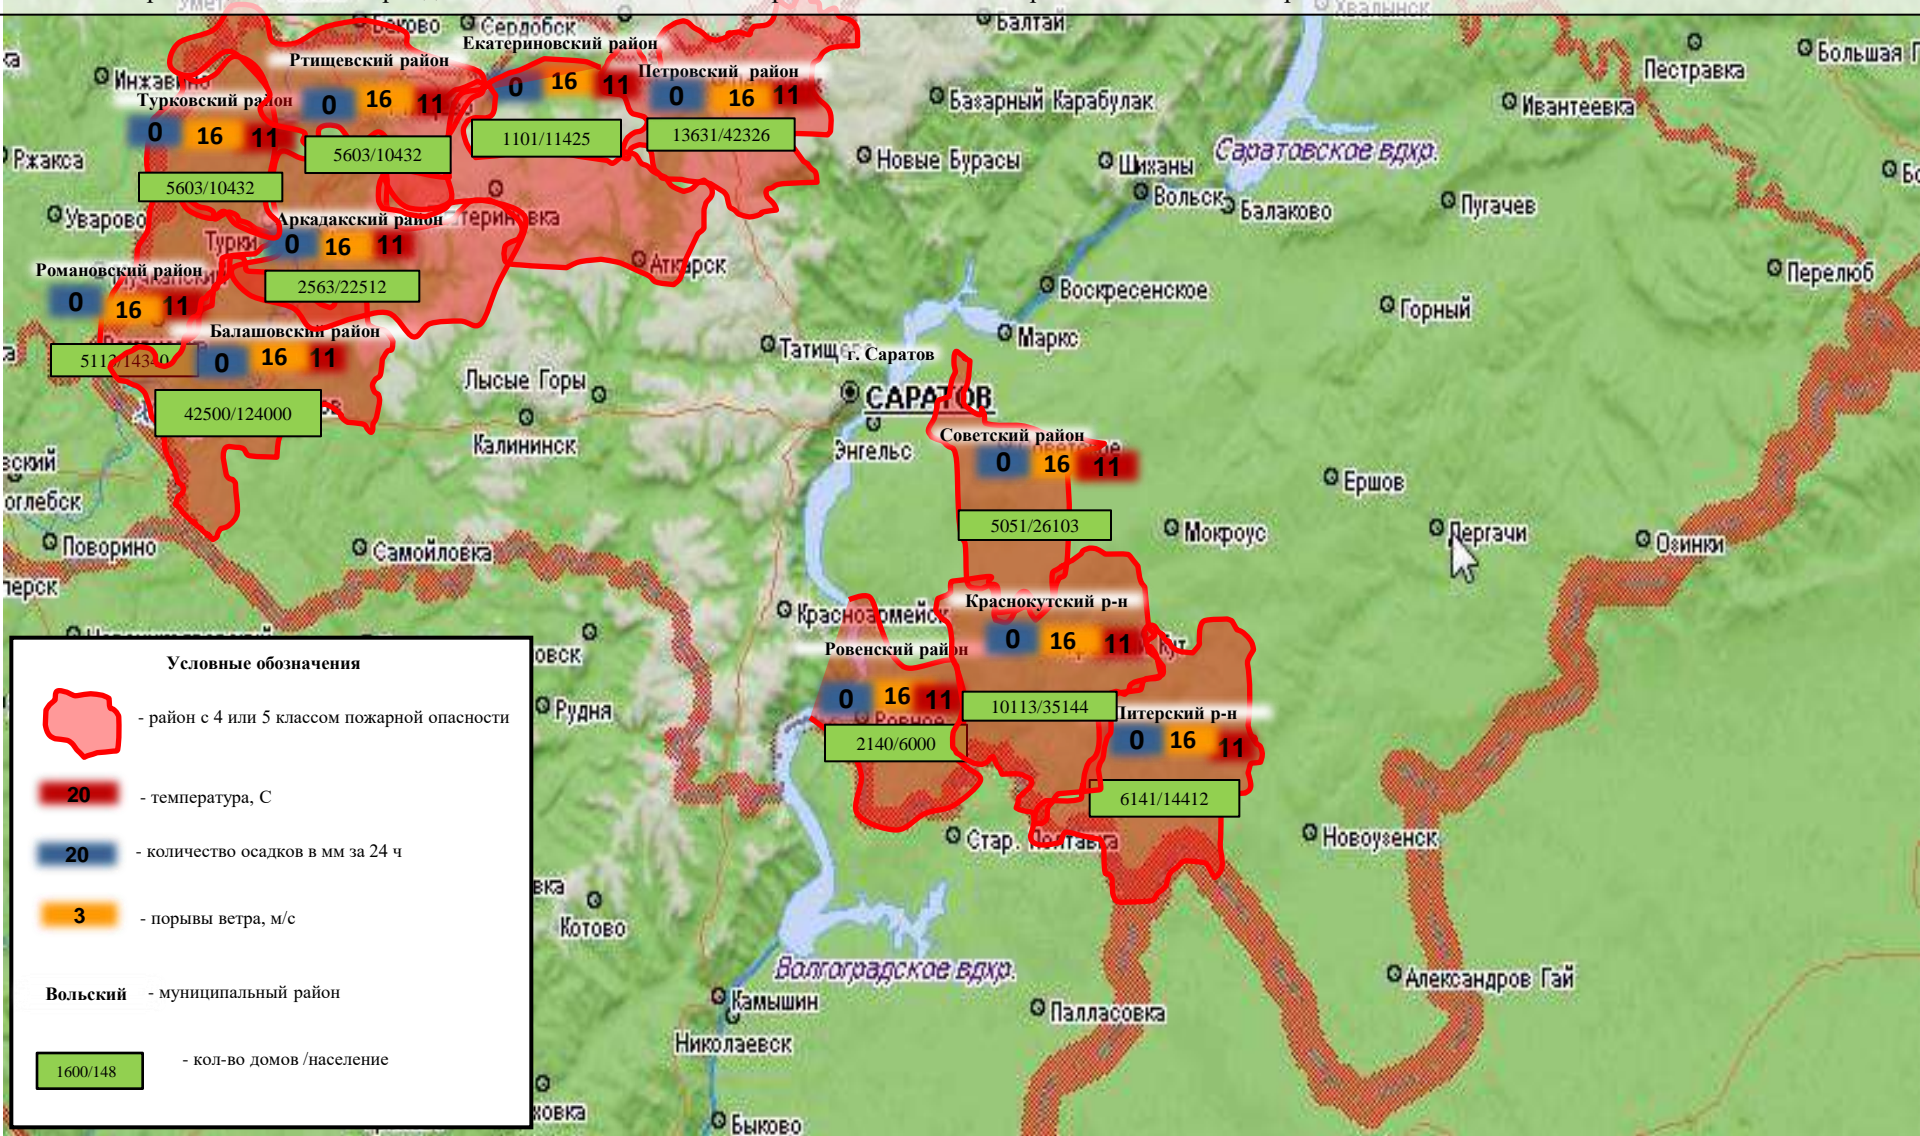 Балтай
Сердобск
Екатериновский район
Пестравка
Ртищевский район
Петровский район
Инжавино
Турковский район
Базарный Карабулак
Ивантеевка
0 16 11
0 16 11
0 16 11
0 16 11
1101/11425
13631/42326
5603/10432
Ржакса
Новые Бурасы
Шиханы
Саратовское вдхр.
5603/10432
Вольск
Балаково
Пугачев
Уварово
Аркадакский район
Турки
0 16 11
Аткарск
Перелюб
Романовский район
2563/22512
Воскресенское
Горный
0 16 11
Балашовский район
Маркс
г. Саратов
0 16 11
Лысые Горы
САРАТОВ
42500/124000
Калининск
Энгельс
Советский район
0 16 11
Ершов
5051/26103
Мокроус
Дергачи
Озинки
Поворино
Самойловка
Красноармейск
Краснокутский р-н
0 16 11
Ровенский район
0 16 11
Ровное
10113/35144
Питерский р-н
0 16 11
2140/6000
6141/14412
Рудня
Стар. Полтавка
Новоузенск
Котово
Волгоградское вдхр.
Александров Гай
Камышин
Палласовка
Николаевск
Быково
Условные обозначения
- район с 4 или 5 классом пожарной опасности
20 - температура, С
20 - количество осадков в мм за 24 ч
3 - порывы ветра, м/с
Вольский - муниципальный район
1600/148 - кол-во домов /население